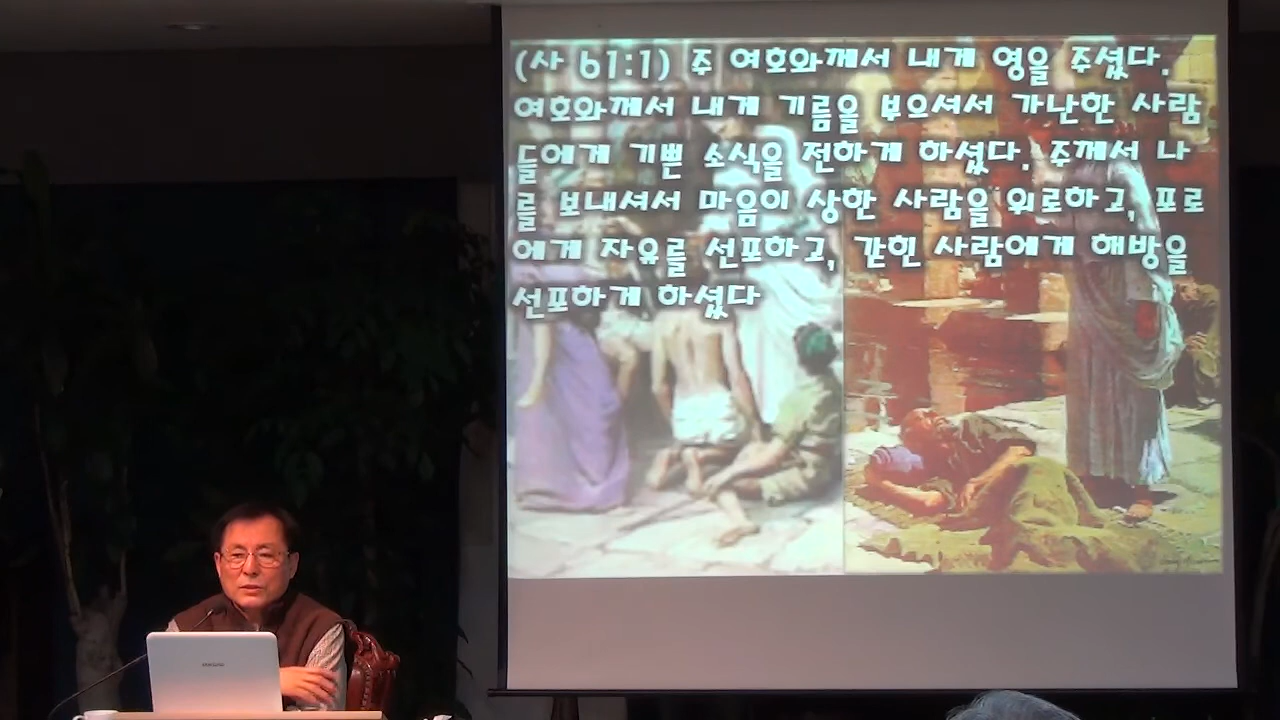 (사 61:1) 주 여호와께서 내게 영을 주셨다.
여호와께서 내게 기름을 부으셔서 가난한 사람
들에게 기쁜 소식을 전하게 하셨다. 주께서 나
를 보내셔서 마음이 상한 사람을 위로하고, 포로
에게 자유를 선포하고, 갇힌 사람에게 해방을
선포하게 하셨다
SAMSUNG